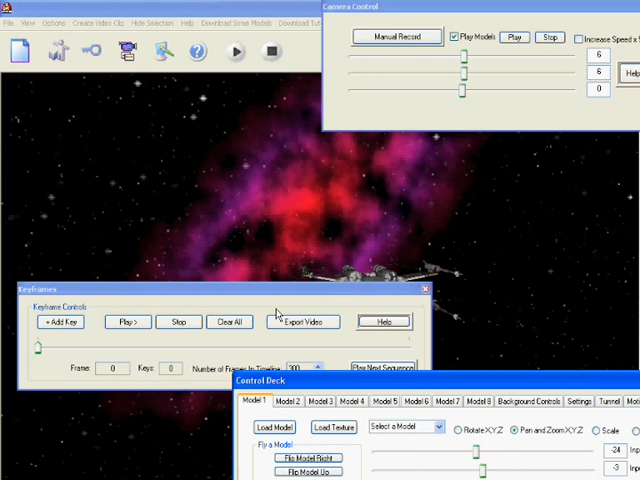 Camera Control
File View Options Create Video Clip Hide Selection Help Download Some Models Download Tut
Manual Record Play Models Play Stop Increase Speed x 5
6
6 Help
0
Keyframes
Keyframe Controls
+ Add Key Play > Stop Clear All Export Video Help
Frame: 0 Keys: 0 Number of Frames In Timeline: 300 Play Next Sequence
Control Deck
Model 1 Model 2 Model 3 Model 4 Model 5 Model 6 Model 7 Model 8 Background Controls Settings Tunnel Moti
Load Model Load Texture Select a Model Rotate X,Y,Z Pan and Zoom X,Y,Z Scale
Fly a Model
Flip Model Right -24 Inp
Flip Model Up -3 Inp